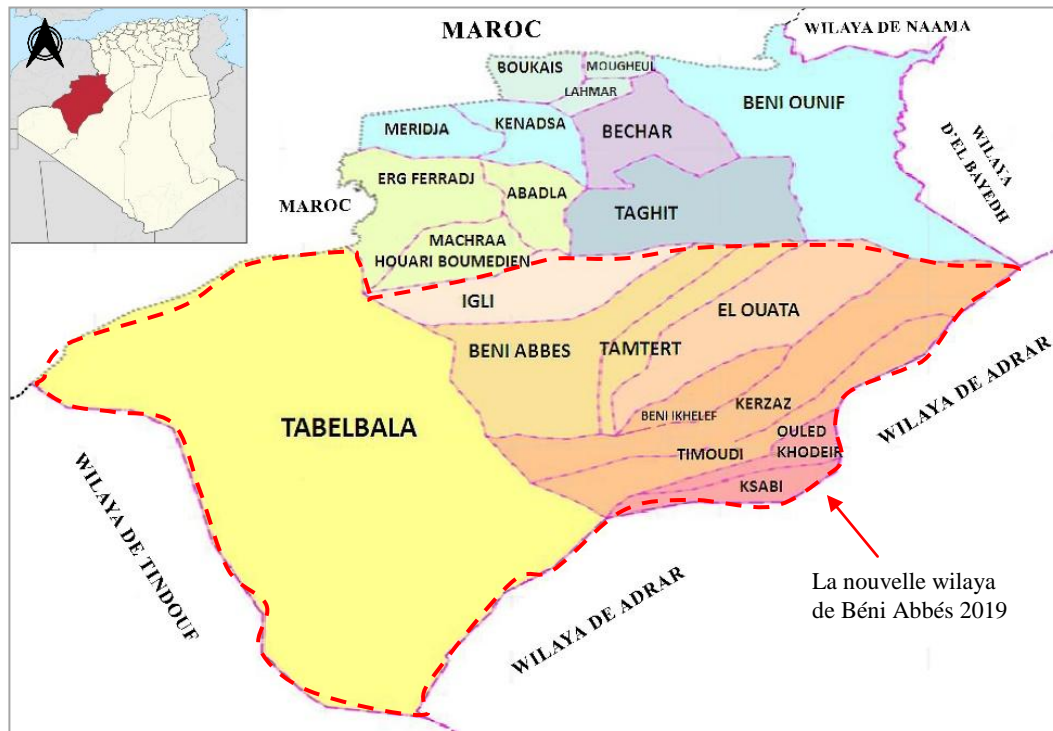 MAROC
WILAYA DE NAAMA
BOUKAIS
MOUGHEUL
LAHMAR
BENI OUNIF
MERIDJA
KENADSA
BECHAR
WILAYA
D'EL BAYEDH
ERG FERRADJ
ABADLA
MAROC
TAGHIT
MACHRAA
HOUARI BOUMEDIEN
IGLI
EL OUATA
BENI ABBES
TAMTERT
WILAYA DE ADRAR
BENI IKHELEF
KERZAZ
TABELBALA
OULED
KHODEIR
TIMOUDI
KSABI
WILAYA DE TINDOUF
WILAYA DE ADRAR
La nouvelle wilaya
de Béni Abbés 2019